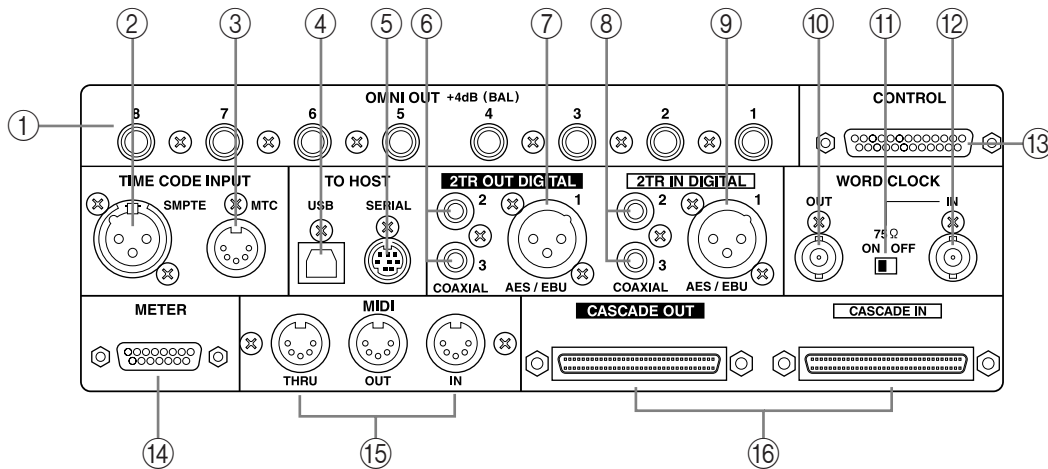 ② ③ ④ ⑤ ⑥ ⑦ ⑧ ⑨ ⑩ ⑪ ⑫
OMNI OUT +4dB (BAL)
CONTROL
①
8 7 6 5 4 3 2 1
⑬
TIME CODE INPUT
SMPTE
MTC
TO HOST
USB
SERIAL
2TR OUT DIGITAL
2
1
3
COAXIAL
AES / EBU
2TR IN DIGITAL
2
1
3
COAXIAL
AES / EBU
WORD CLOCK
OUT
IN
75Ω
ON OFF
METER
MIDI
THRU
OUT
IN
CASCADE OUT
CASCADE IN
⑭ ⑮ ⑯